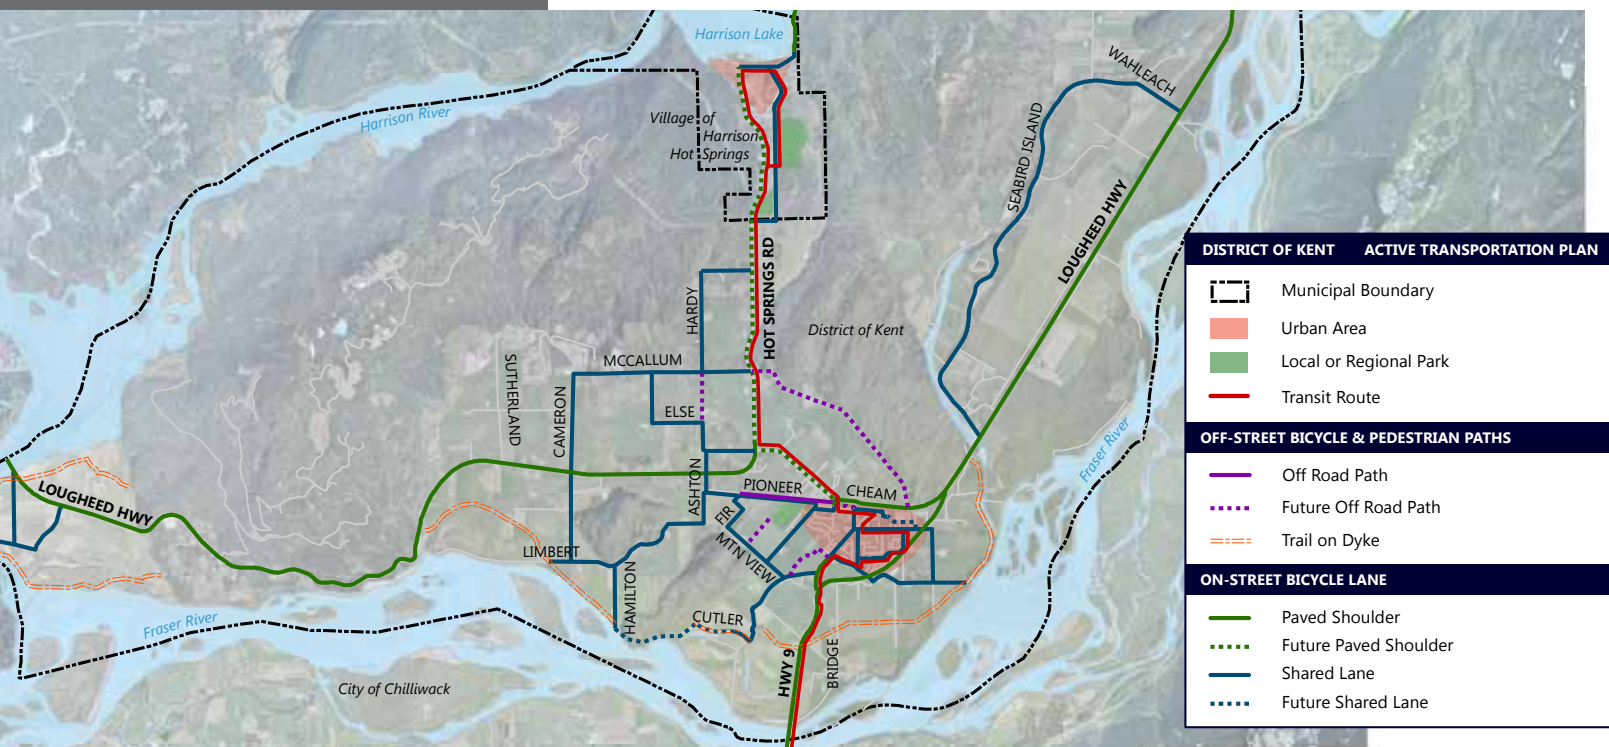 Harrison Lake
WAHLEACH
Harrison River
Village of
Harrison
Hot Springs
SEABIRD ISLAND
LOUGHEED HWY
HOT SPRINGS RD
HARDY
District of Kent
MCCALLUM
SUTHERLAND
CAMERON
ELSE
Fraser River
ASHTON
PIONEER
CHEAM
LOUGHEED HWY
FIR
MTN VIEW
LIMBERT
HAMILTON
CUTLER
Fraser River
HWY 9
BRIDGE
City of Chilliwack
DISTRICT OF KENT ACTIVE TRANSPORTATION PLAN
Municipal Boundary
Urban Area
Local or Regional Park
Transit Route
OFF-STREET BICYCLE & PEDESTRIAN PATHS
Off Road Path
Future Off Road Path
Trail on Dyke
ON-STREET BICYCLE LANE
Paved Shoulder
Future Paved Shoulder
Shared Lane
Future Shared Lane